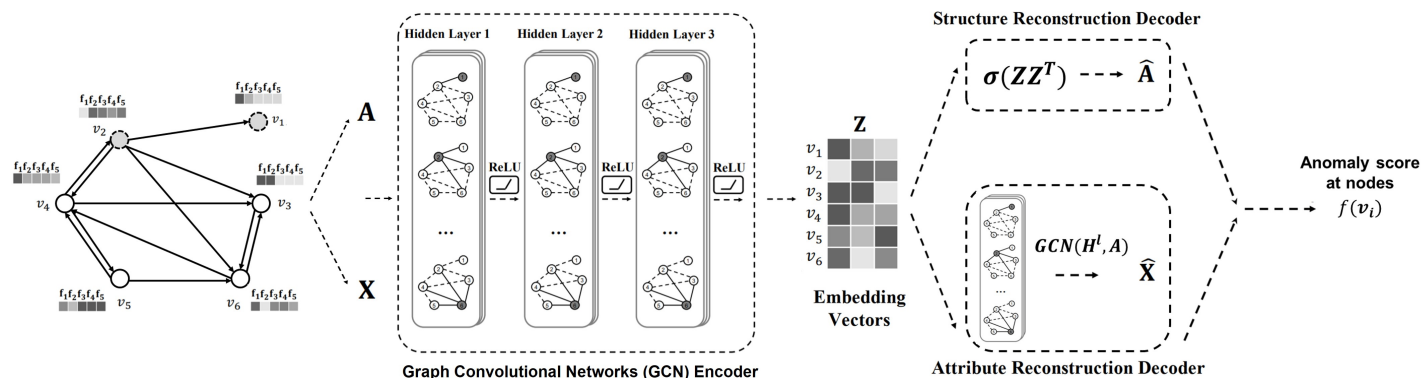 f₁f₂f₃f₄f₅
v₁
f₁f₂f₃f₄f₅
v₂
f₁f₂f₃f₄f₅
v₃
f₁f₂f₃f₄f₅
v₄
f₁f₂f₃f₄f₅
v₅
f₁f₂f₃f₄f₅
v₆
A
X
Hidden Layer 1
Hidden Layer 2
Hidden Layer 3
ReLU
ReLU
ReLU
...
...
...
Graph Convolutional Networks (GCN) Encoder
Z
v₁
v₂
v₃
v₄
v₅
v₆
Embedding
Vectors
Structure Reconstruction Decoder
σ(ZZᵀ)
Â
GCN(Hˡ, A)
X̂
...
Attribute Reconstruction Decoder
Anomaly score
at nodes
f(vᵢ)